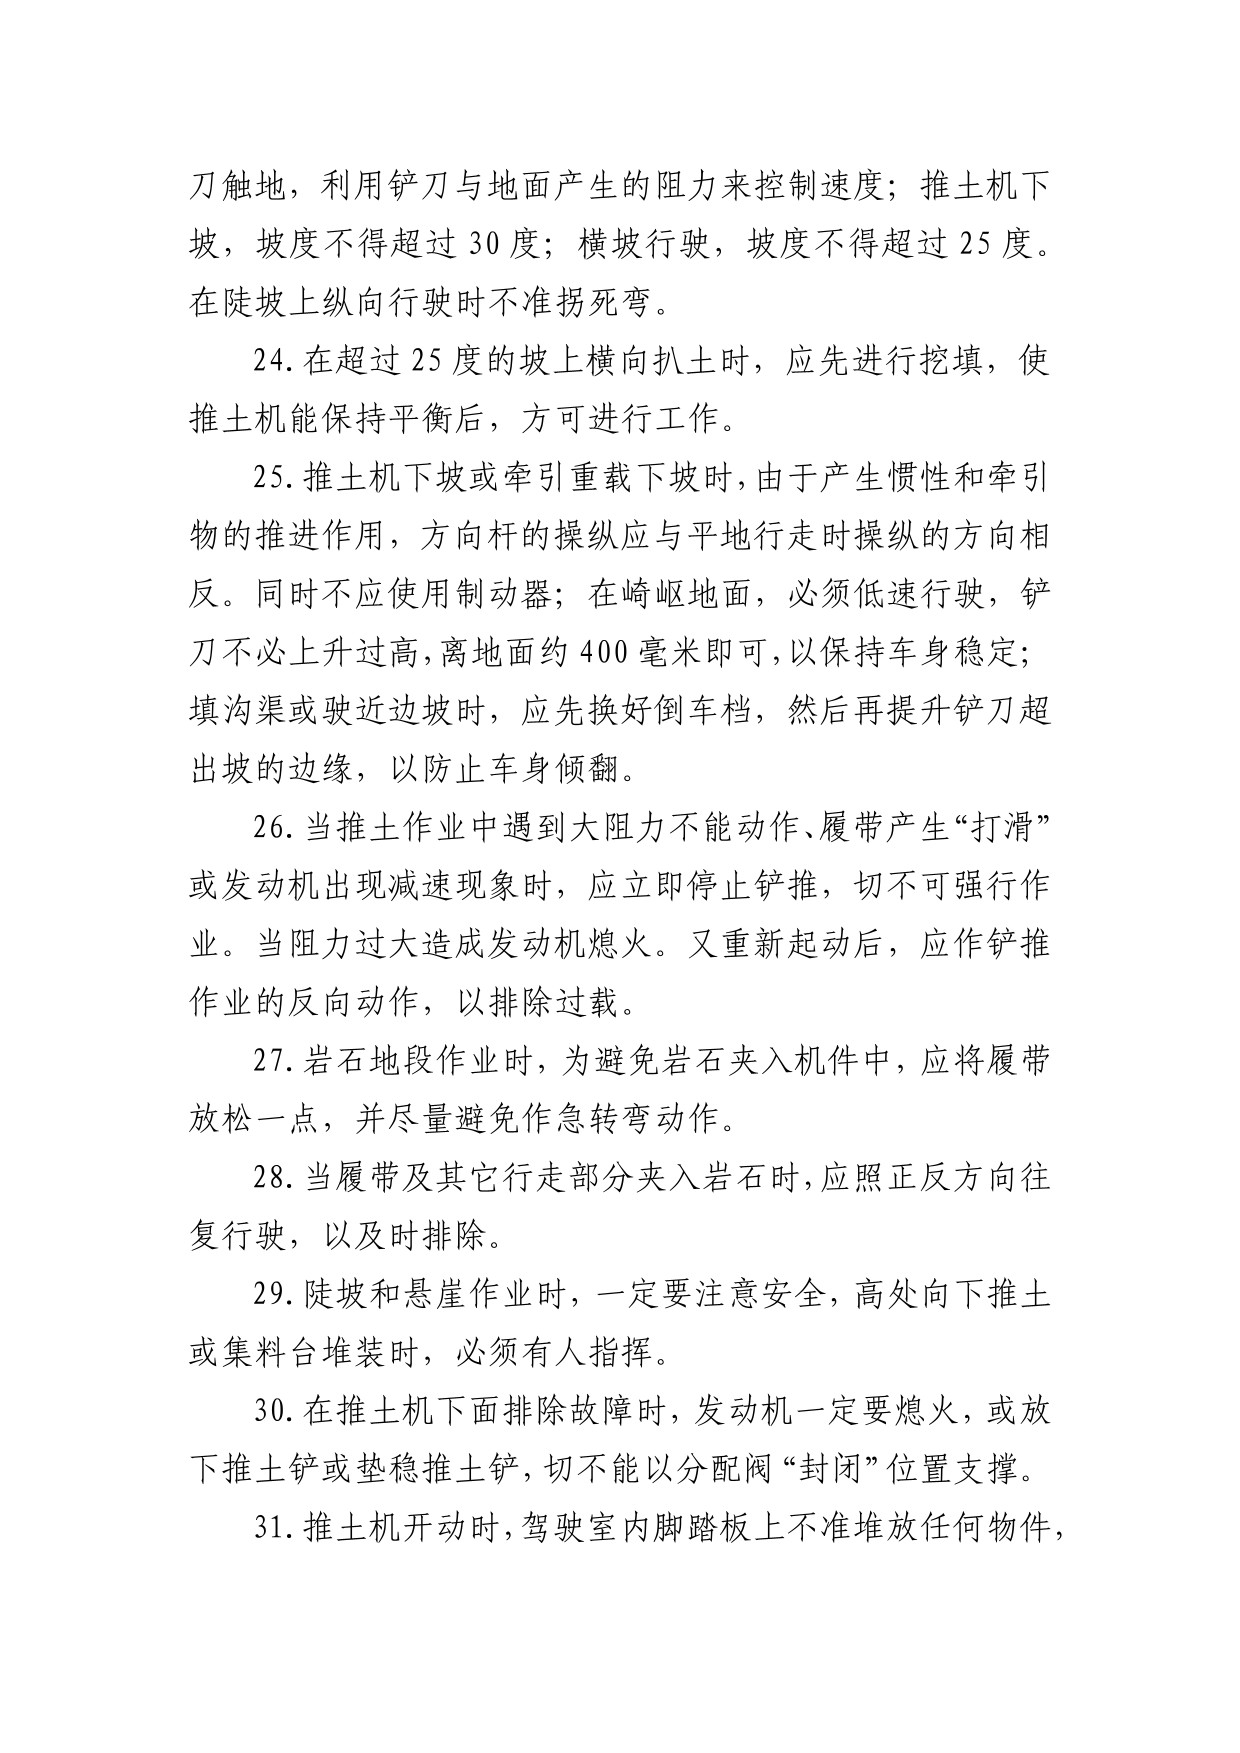 刀触地，利用铲刀与地面产生的阻力来控制速度；推土机下
坡，坡度不得超过 30 度；横坡行驶，坡度不得超过 25 度。
在陡坡上纵向行驶时不准拐死弯。
24.在超过 25 度的坡上横向扒土时，应先进行挖填，使
推土机能保持平衡后，方可进行工作。
25.推土机下坡或牵引重载下坡时,由于产生惯性和牵引
物的推进作用，方向杆的操纵应与平地行走时操纵的方向相
反。同时不应使用制动器；在崎岖地面，必须低速行驶，铲
刀不必上升过高,离地面约 400 毫米即可,以保持车身稳定；
填沟渠或驶近边坡时，应先换好倒车档，然后再提升铲刀超
出坡的边缘，以防止车身倾翻。
26.当推土作业中遇到大阻力不能动作、履带产生“打滑”
或发动机出现减速现象时，应立即停止铲推，切不可强行作
业。当阻力过大造成发动机熄火。又重新起动后，应作铲推
作业的反向动作，以排除过载。
27.岩石地段作业时,为避免岩石夹入机件中，应将履带
放松一点，并尽量避免作急转弯动作。
28.当履带及其它行走部分夹入岩石时,应照正反方向往
复行驶，以及时排除。
29.陡坡和悬崖作业时，一定要注意安全,高处向下推土
或集料台堆装时，必须有人指挥。
30.在推土机下面排除故障时，发动机一定要熄火,或放
下推土铲或垫稳推土铲,切不能以分配阀“封闭”位置支撑。
31.推土机开动时,驾驶室内脚踏板上不准堆放任何物件，